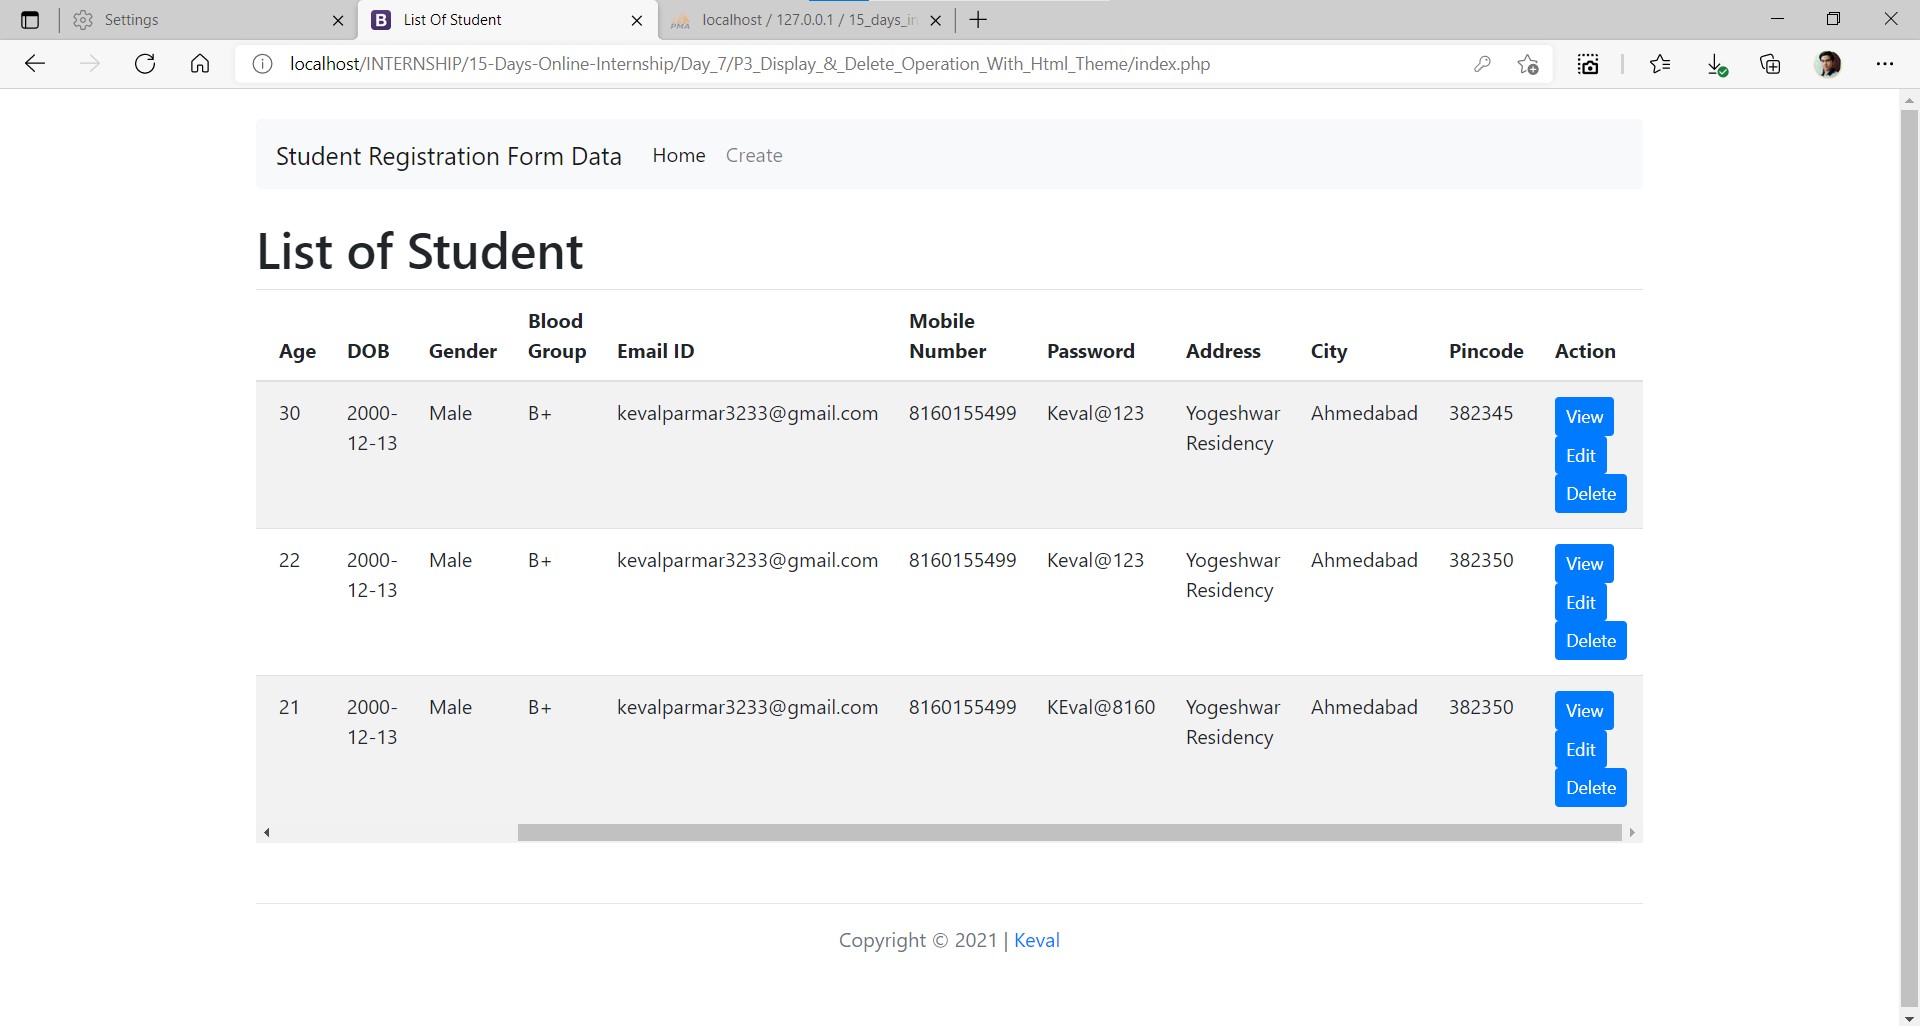 Settings
List Of Student
localhost / 127.0.0.1 / 15_days_in
localhost/INTERNSHIP/15-Days-Online-Internship/Day_7/P3_Display_&_Delete_Operation_With_Html_Theme/index.php
Student Registration Form Data Home Create
List of Student
Age DOB Gender Blood Group Email ID Mobile Number Password Address City Pincode Action
30 2000-12-13 Male B+ kevalparmar3233@gmail.com 8160155499 Keval@123 Yogeshwar Residency Ahmedabad 382345 View
Edit
Delete
22 2000-12-13 Male B+ kevalparmar3233@gmail.com 8160155499 Keval@123 Yogeshwar Residency Ahmedabad 382350 View
Edit
Delete
21 2000-12-13 Male B+ kevalparmar3233@gmail.com 8160155499 KEval@8160 Yogeshwar Residency Ahmedabad 382350 View
Edit
Delete
Copyright © 2021 | Keval